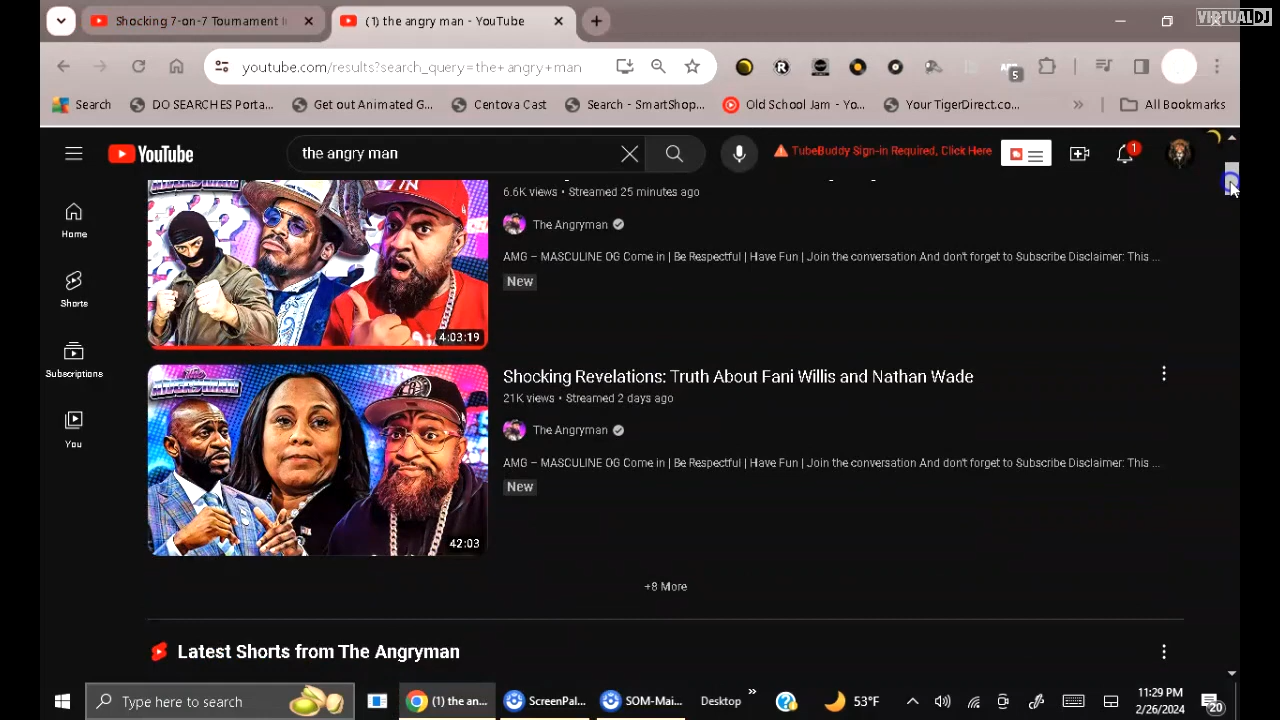 VIRTUALDJ
Shocking 7-on-7 Tournament
(1) the angry man - YouTube
youtube.com/results?search_query=the+angry+man
5
Search
DO SEARCHES Porta...
Get out Animated G...
Centova Cast
Search - SmartShop...
Old School Jam - Yo...
Your TigerDirect.co...
All Bookmarks
YouTube
the angry man
TubeBuddy Sign-in Required, Click Here
1
6.6K views • Streamed 25 minutes ago
Home
The Angryman
AMG – MASCULINE OG Come in | Be Respectful | Have Fun | Join the conversation And don't forget to Subscribe Disclaimer: This ...
New
Shorts
4:03:19
Subscriptions
Shocking Revelations: Truth About Fani Willis and Nathan Wade
21K views • Streamed 2 days ago
The Angryman
You
AMG – MASCULINE OG Come in | Be Respectful | Have Fun | Join the conversation And don't forget to Subscribe Disclaimer: This ...
New
42:03
+8 More
Latest Shorts from The Angryman
Type here to search
(1) the an...
ScreenPal...
SOM-Mai...
Desktop
53°F
11:29 PM
2/26/2024
20